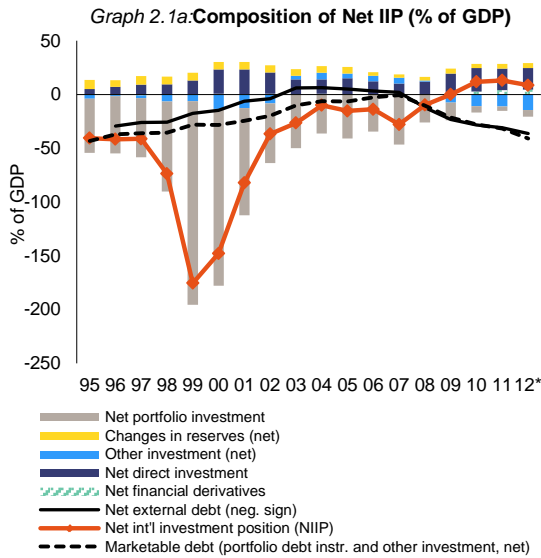 Graph 2.1a: Composition of Net IIP (% of GDP)
50
0
-50
-100
-150
-200
-250
% of GDP
95 96 97 98 99 00 01 02 03 04 05 06 07 08 09 10 11 12*
Net portfolio investment
Changes in reserves (net)
Other investment (net)
Net direct investment
Net financial derivatives
Net external debt (neg. sign)
Net int'l investment position (NIIP)
Marketable debt (portfolio debt instr. and other investment, net)